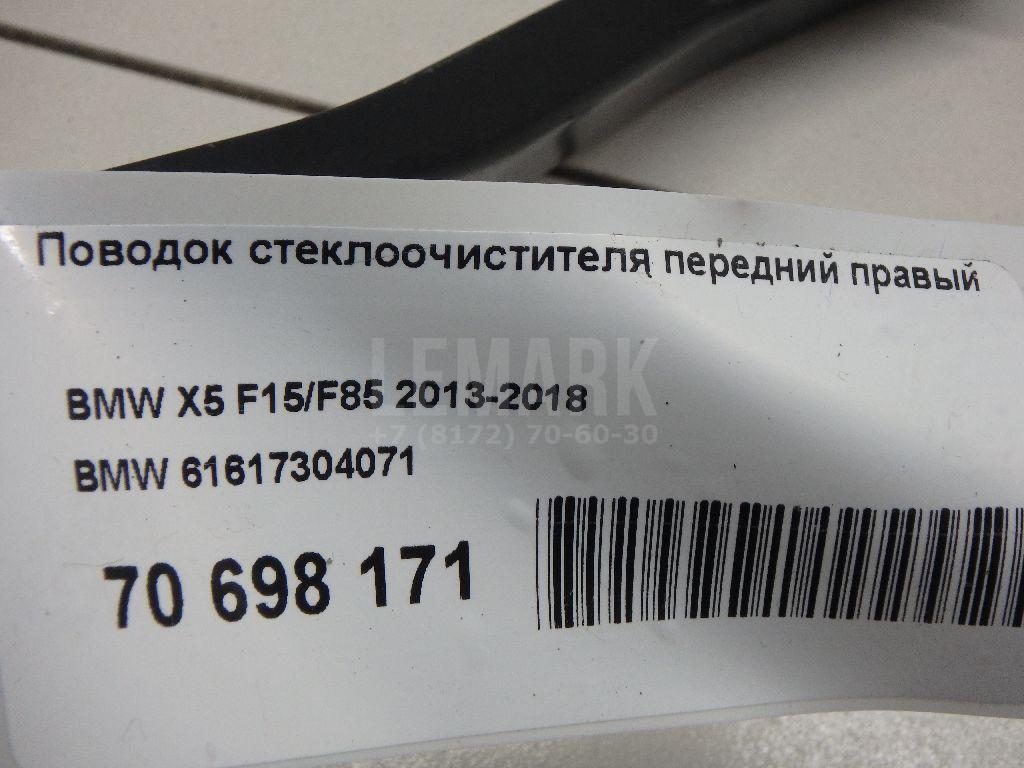 Поводок стеклоочистителя передний правый
LEMARK
BMW X5 F15/F85 2013-2018
+7 (8172) 70-60-30
BMW 61617304071
70 698 171